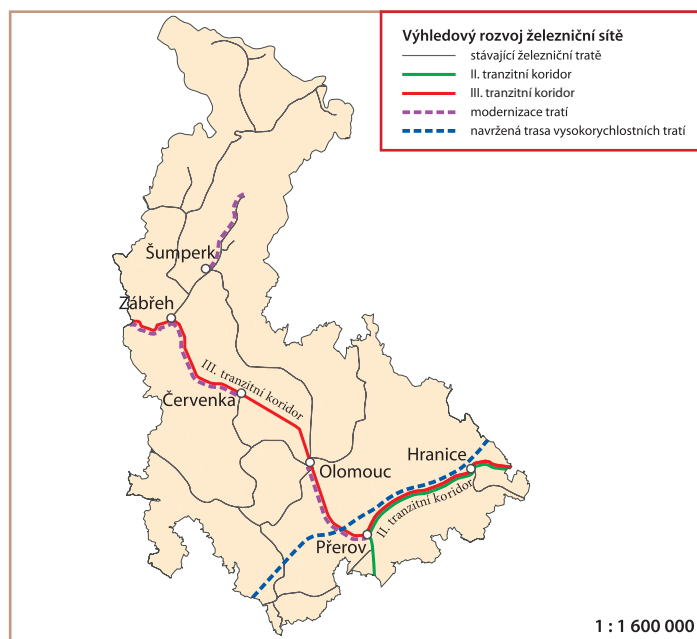 Výhledový rozvoj železniční sítě
stávající železniční tratě
II. tranzitní koridor
III. tranzitní koridor
modernizace tratí
navržená trasa vysokorychlostních tratí
Šumperk
Zábřeh
III. tranzitní koridor
Červenka
Olomouc
Hranice
II. tranzitní koridor
Přerov
1 : 1 600 000